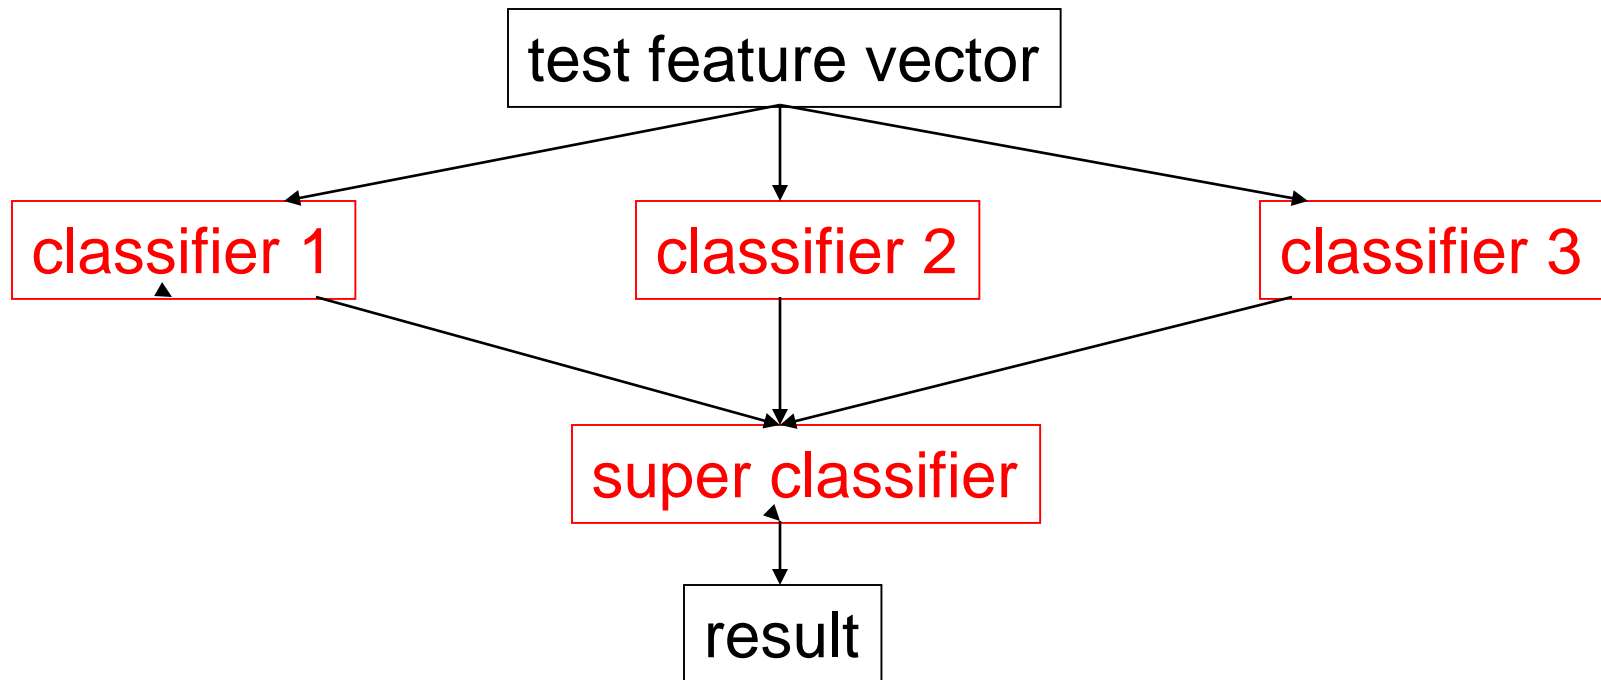 test feature vector
classifier 1
classifier 2
classifier 3
super classifier
result